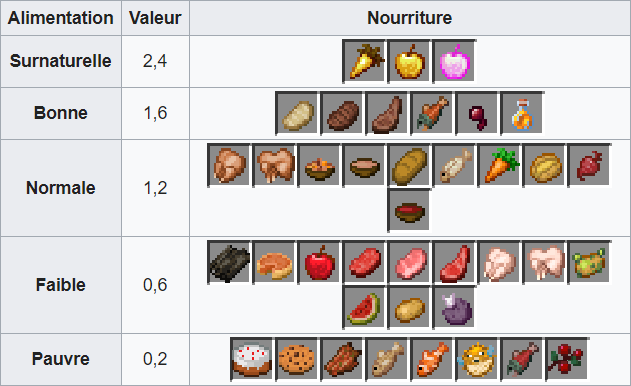 Alimentation Valeur Nourriture
Surnaturelle 2,4
Bonne 1,6
Normale 1,2
Faible 0,6
Pauvre 0,2